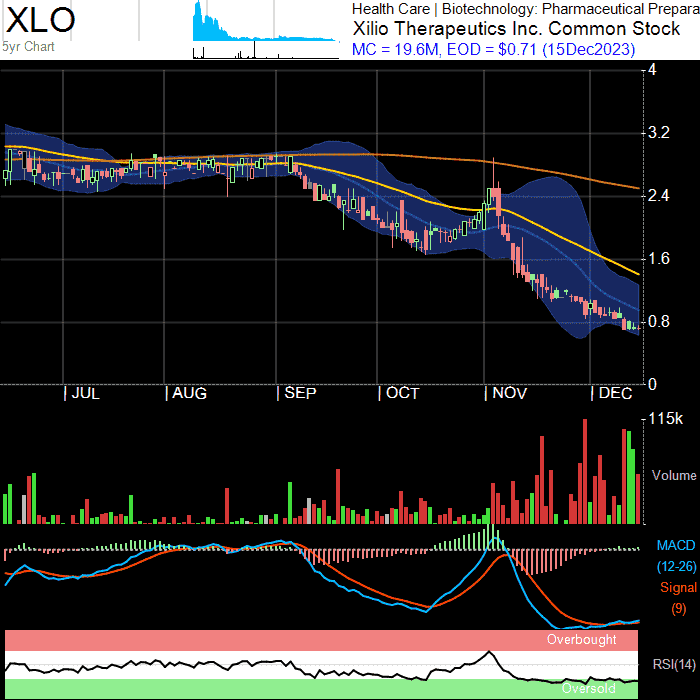 XLO
5yr Chart
Health Care | Biotechnology: Pharmaceutical Prepara
Xilio Therapeutics Inc. Common Stock
MC = 19.6M, EOD = $0.71 (15Dec2023)
4
3.2
2.4
1.6
0.8
0
| JUL | AUG | SEP | OCT | NOV | DEC
115k
Volume
MACD
(12-26)
Signal
(9)
Overbought
RSI(14)
Oversold